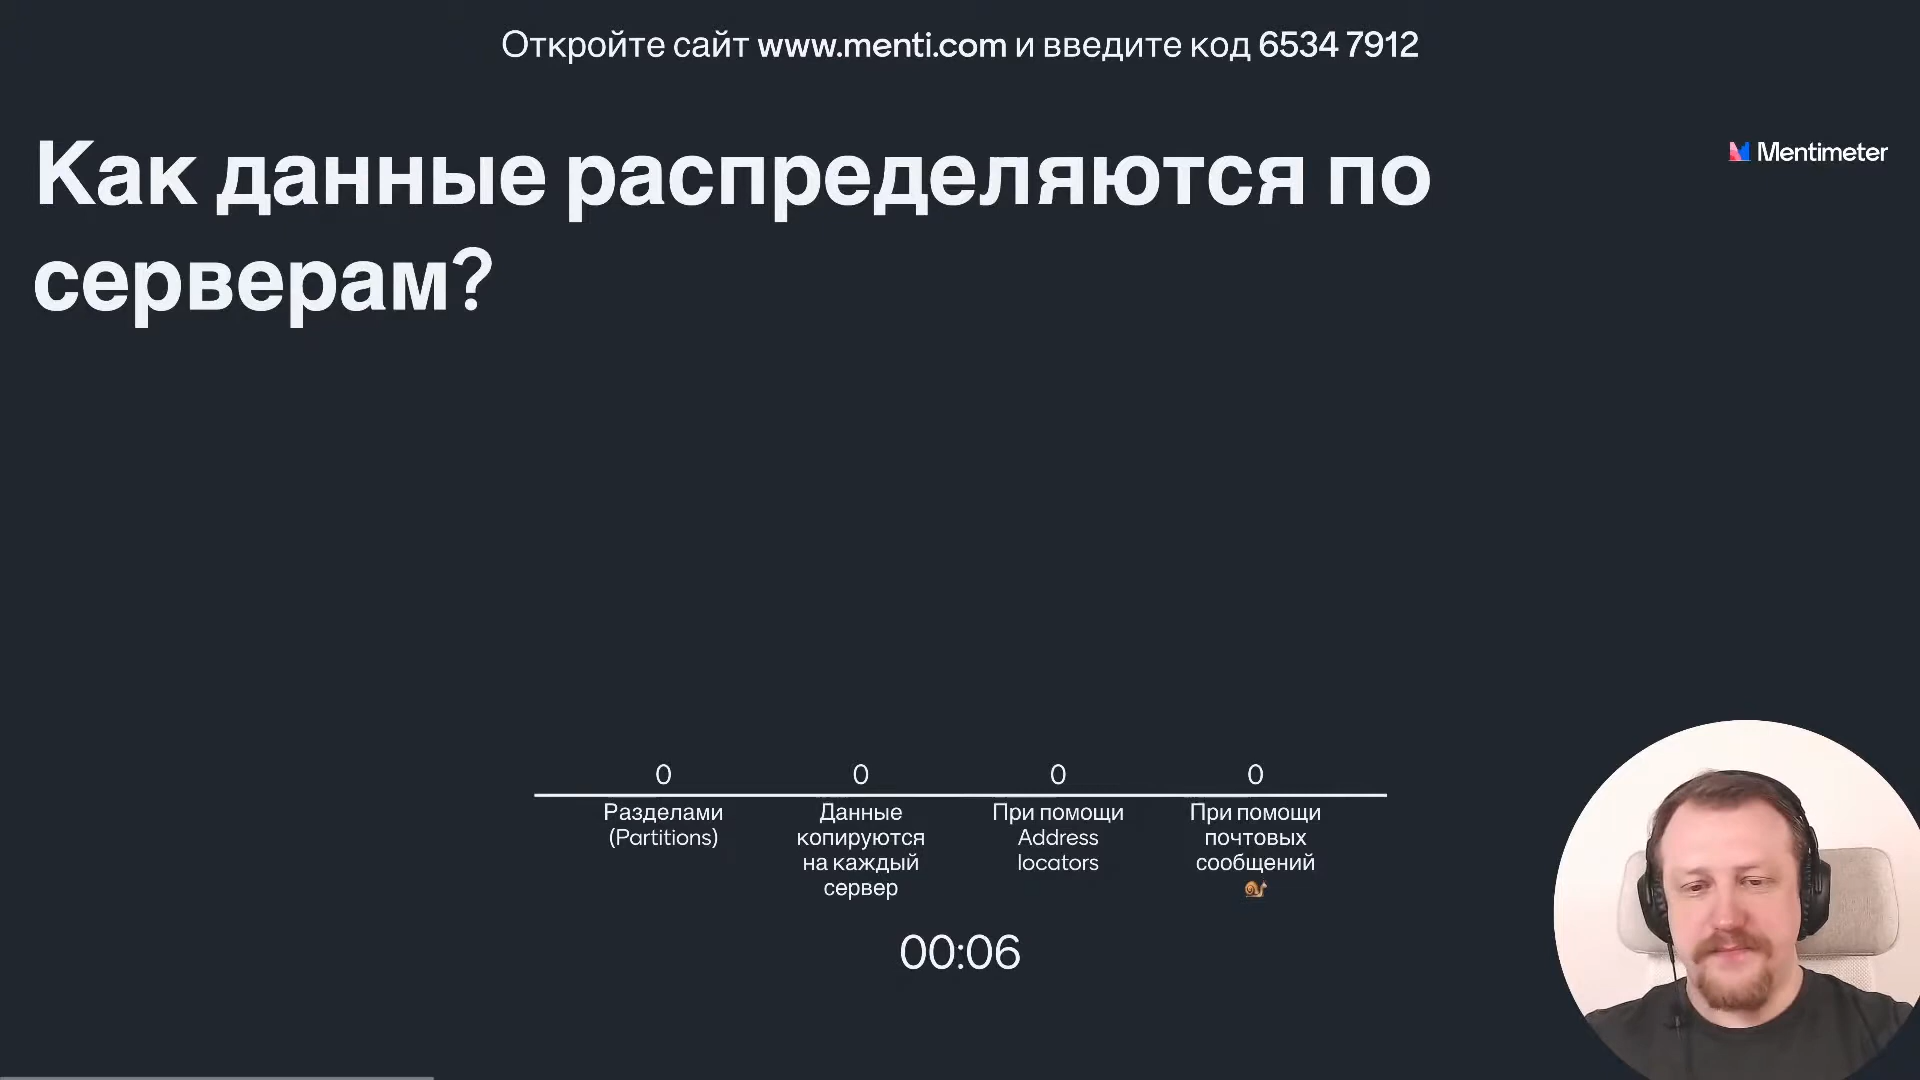 Откройте сайт www.menti.com и введите код 6534 7912
Как данные распределяются по
серверам?
Mentimeter
0
0
0
0
Разделами
(Partitions)
Данные
копируются
на каждый
сервер
При помощи
Address
locators
При помощи
почтовых
сообщений
🐌
00:06